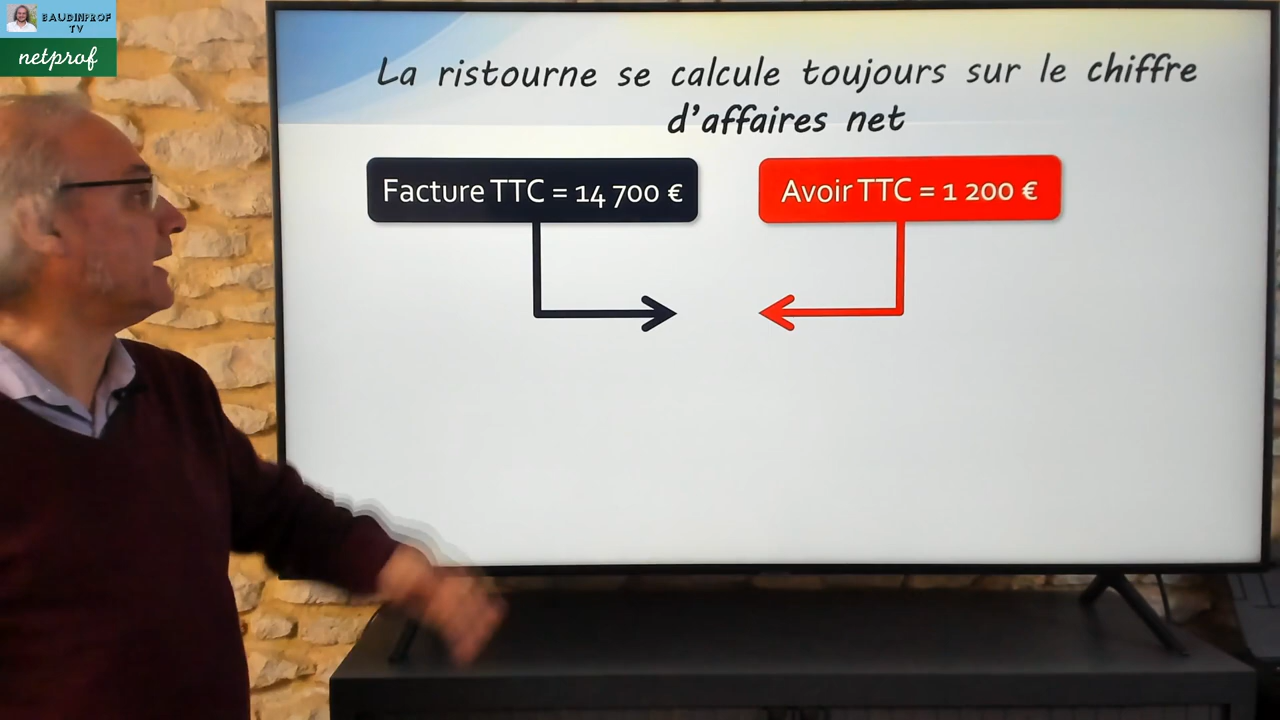 BAUDINPROF
TV
netprof
La ristourne se calcule toujours sur le chiffre
d'affaires net
Facture TTC = 14 700 €
Avoir TTC = 1 200 €